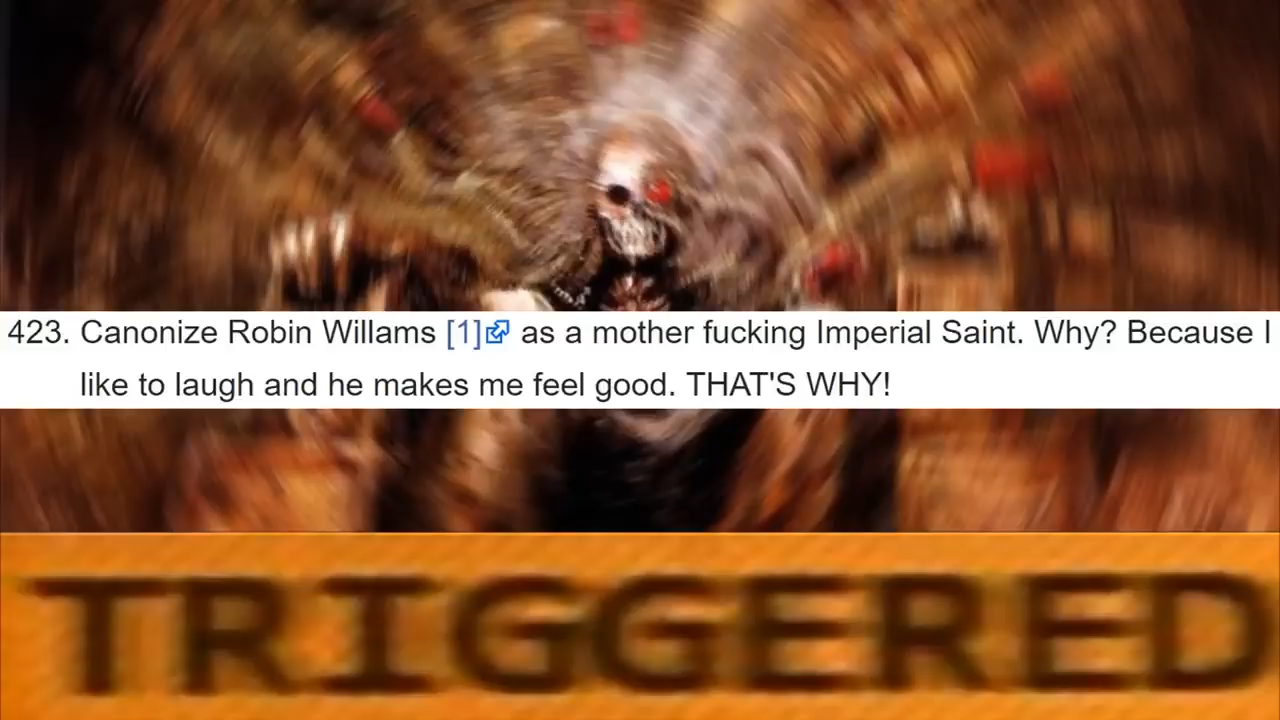 423. Canonize Robin Willams [1] as a mother fucking Imperial Saint. Why? Because I
like to laugh and he makes me feel good. THAT'S WHY!
TRIGGERED